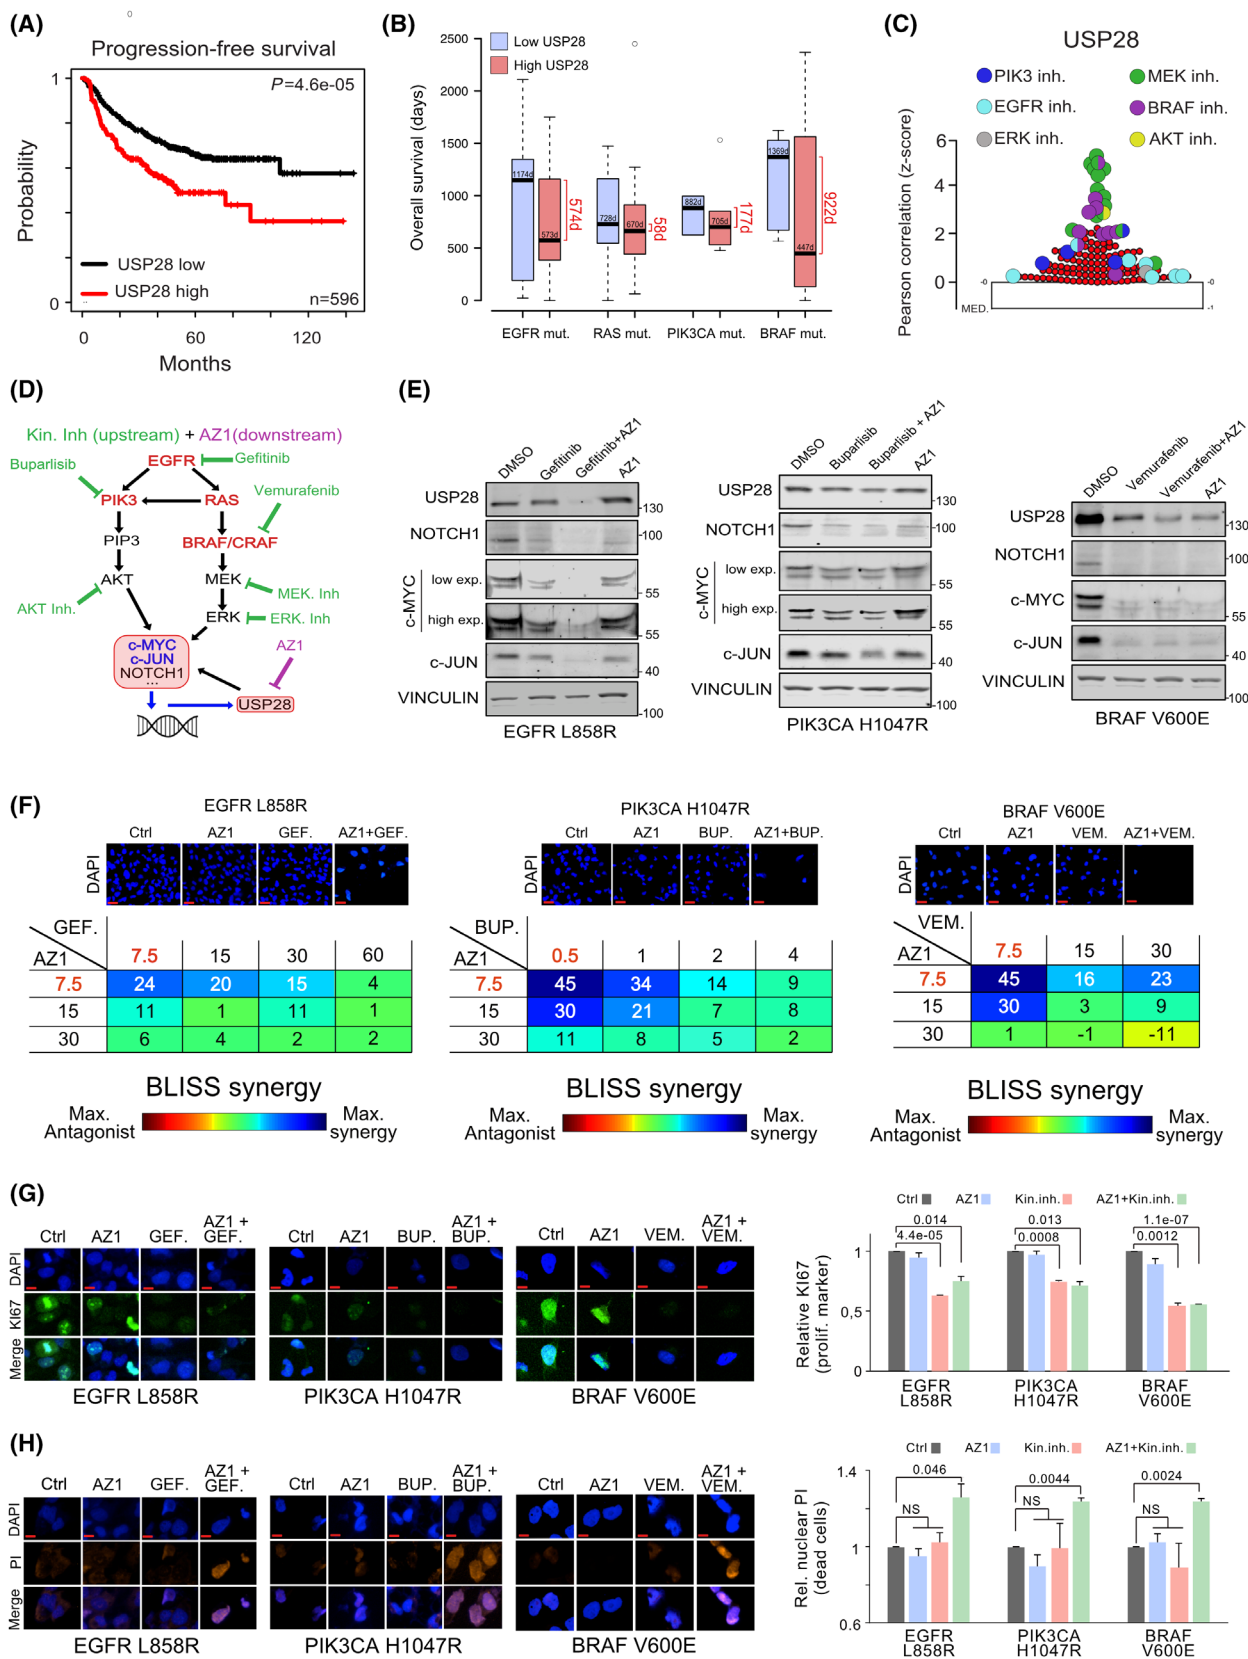 (A)
Progression-free survival
P=4.6e-05
Probability
1
0
USP28 low
USP28 high
n=596
0 60 120
Months
(B)
Low USP28
High USP28
Overall survival (days)
2500
2000
1500
1000
500
0
1174d
573d
574d
728d
670d
58d
882d
705d
177d
1369d
447d
922d
EGFR mut. RAS mut. PIK3CA mut. BRAF mut.
(C)
USP28
PIK3 inh. MEK inh.
EGFR inh. BRAF inh.
ERK inh. AKT inh.
Pearson correlation (z-score)
6
4
2
0
-0 -0
MED. -1
(D)
Kin. Inh (upstream) + AZ1(downstream)
Buparlisib EGFR Gefitinib
Vemurafenib
PIK3 RAS
PIP3 BRAF/CRAF
AKT MEK
AKT Inh. MEK. Inh
ERK ERK. Inh
c-MYC
c-JUN
NOTCH1
...
AZ1
USP28
(E)
DMSO Gefitinib Gefitinib+AZ1 AZ1
USP28 130
NOTCH1 100
c-MYC
low exp. 55
high exp. 55
c-JUN 40
VINCULIN 100
EGFR L858R
DMSO Buparlisib Buparlisib + AZ1 AZ1
USP28 130
NOTCH1 100
c-MYC
low exp. 55
high exp. 55
c-JUN 40
VINCULIN 100
PIK3CA H1047R
DMSO Vemurafenib Vemurafenib+AZ1 AZ1
USP28 130
NOTCH1 100
c-MYC 55
c-JUN 40
VINCULIN 100
BRAF V600E
(F)
EGFR L858R
Ctrl AZ1 GEF. AZ1+GEF.
DAPI
GEF.
AZ1
7.5 15 30 60
7.5 24 20 15 4
15 11 1 11 1
30 6 4 2 2
BLISS synergy
Max. Antagonist
Max. synergy
PIK3CA H1047R
Ctrl AZ1 BUP. AZ1+BUP.
DAPI
BUP.
AZ1
0.5 1 2 4
7.5 45 34 14 9
15 30 21 7 8
30 11 8 5 2
BLISS synergy
Max. Antagonist
Max. synergy
BRAF V600E
Ctrl AZ1 VEM. AZ1+VEM.
DAPI
VEM.
AZ1
7.5 15 30
7.5 45 16 23
15 30 3 9
30 1 -1 -11
BLISS synergy
Max. Antagonist
Max. synergy
(G)
Ctrl AZ1 GEF. AZ1 + GEF.
DAPI
KI67
Merge
EGFR L858R
Ctrl AZ1 BUP. AZ1 + BUP.
PIK3CA H1047R
Ctrl AZ1 VEM. AZ1 + VEM.
BRAF V600E
Ctrl AZ1 Kin.inh. AZ1+Kin.inh.
Relative KI67
(prolif. marker)
1
0,5
0
0.014
4.4e-05
0.013
0.0008
1.1e-07
0.0012
EGFR L858R
PIK3CA H1047R
BRAF V600E
(H)
Ctrl AZ1 GEF. AZ1 + GEF.
DAPI
PI
Merge
EGFR L858R
Ctrl AZ1 BUP. AZ1 + BUP.
PIK3CA H1047R
Ctrl AZ1 VEM. AZ1 + VEM.
BRAF V600E
Ctrl AZ1 Kin.inh. AZ1+Kin.inh.
Rel. nuclear PI
(dead cells)
1.4
1
0.6
0.046
NS
0.0044
NS
0.0024
NS
EGFR L858R
PIK3CA H1047R
BRAF V600E